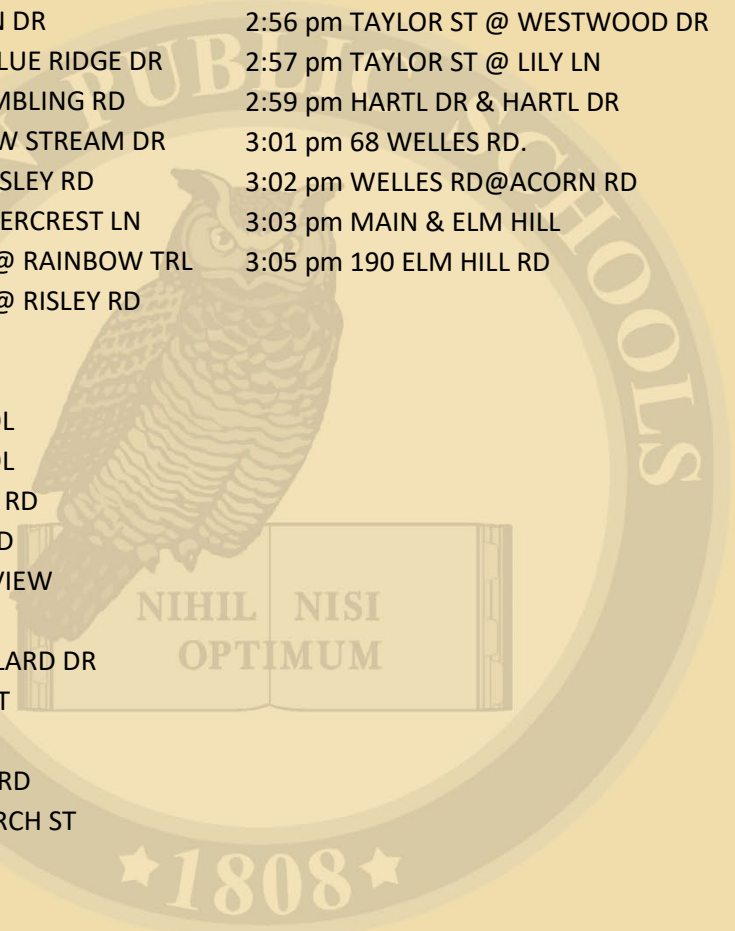 N DR
LUE RIDGE DR
MBLING RD
W STREAM DR
SLEY RD
ERCREST LN
@ RAINBOW TRL
@ RISLEY RD
OL
OL
RD
D
VIEW
LARD DR
T
RD
RCH ST
2:56 pm TAYLOR ST @ WESTWOOD DR
2:57 pm TAYLOR ST @ LILY LN
2:59 pm HARTL DR & HARTL DR
3:01 pm 68 WELLES RD.
3:02 pm WELLES RD@ACORN RD
3:03 pm MAIN & ELM HILL
3:05 pm 190 ELM HILL RD
N PUBLIC SCHOOLS
NIHIL NISI
OPTIMUM
1808